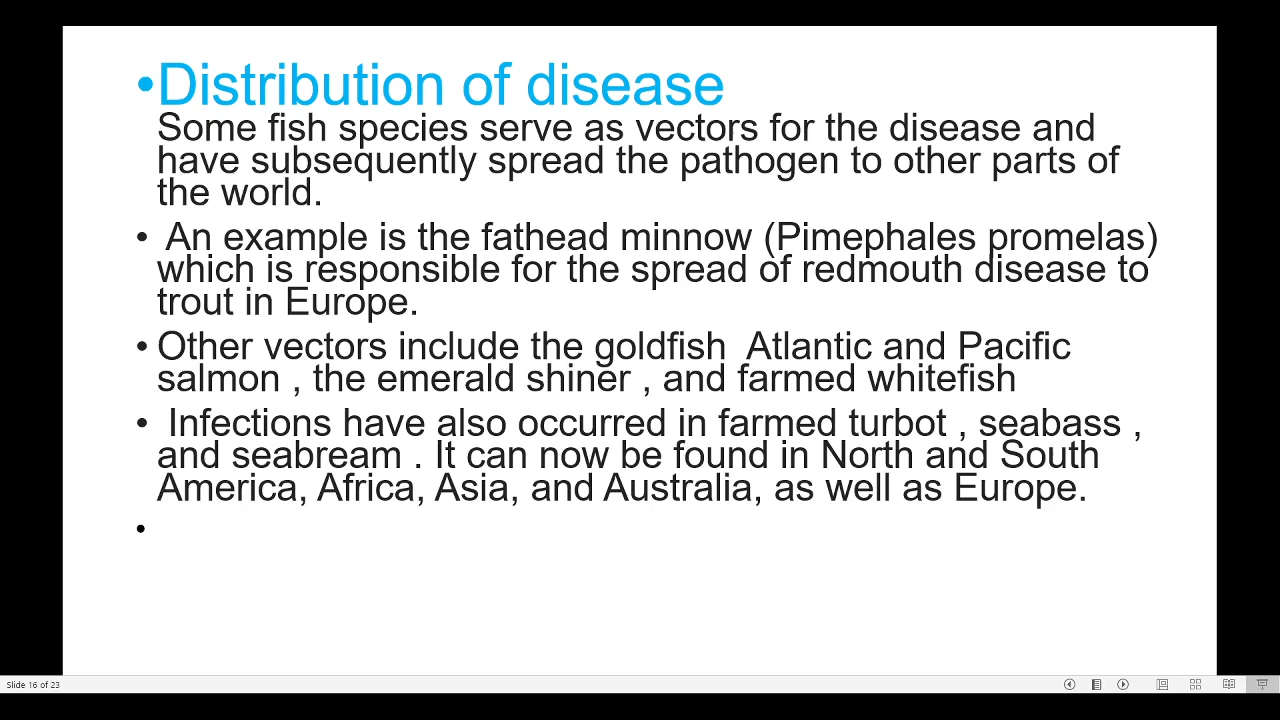 •Distribution of disease
Some fish species serve as vectors for the disease and
have subsequently spread the pathogen to other parts of
the world.
• An example is the fathead minnow (Pimephales promelas)
which is responsible for the spread of redmouth disease to
trout in Europe.
• Other vectors include the goldfish Atlantic and Pacific
salmon , the emerald shiner , and farmed whitefish
• Infections have also occurred in farmed turbot , seabass ,
and seabream . It can now be found in North and South
America, Africa, Asia, and Australia, as well as Europe.
•
Slide 16 of 23